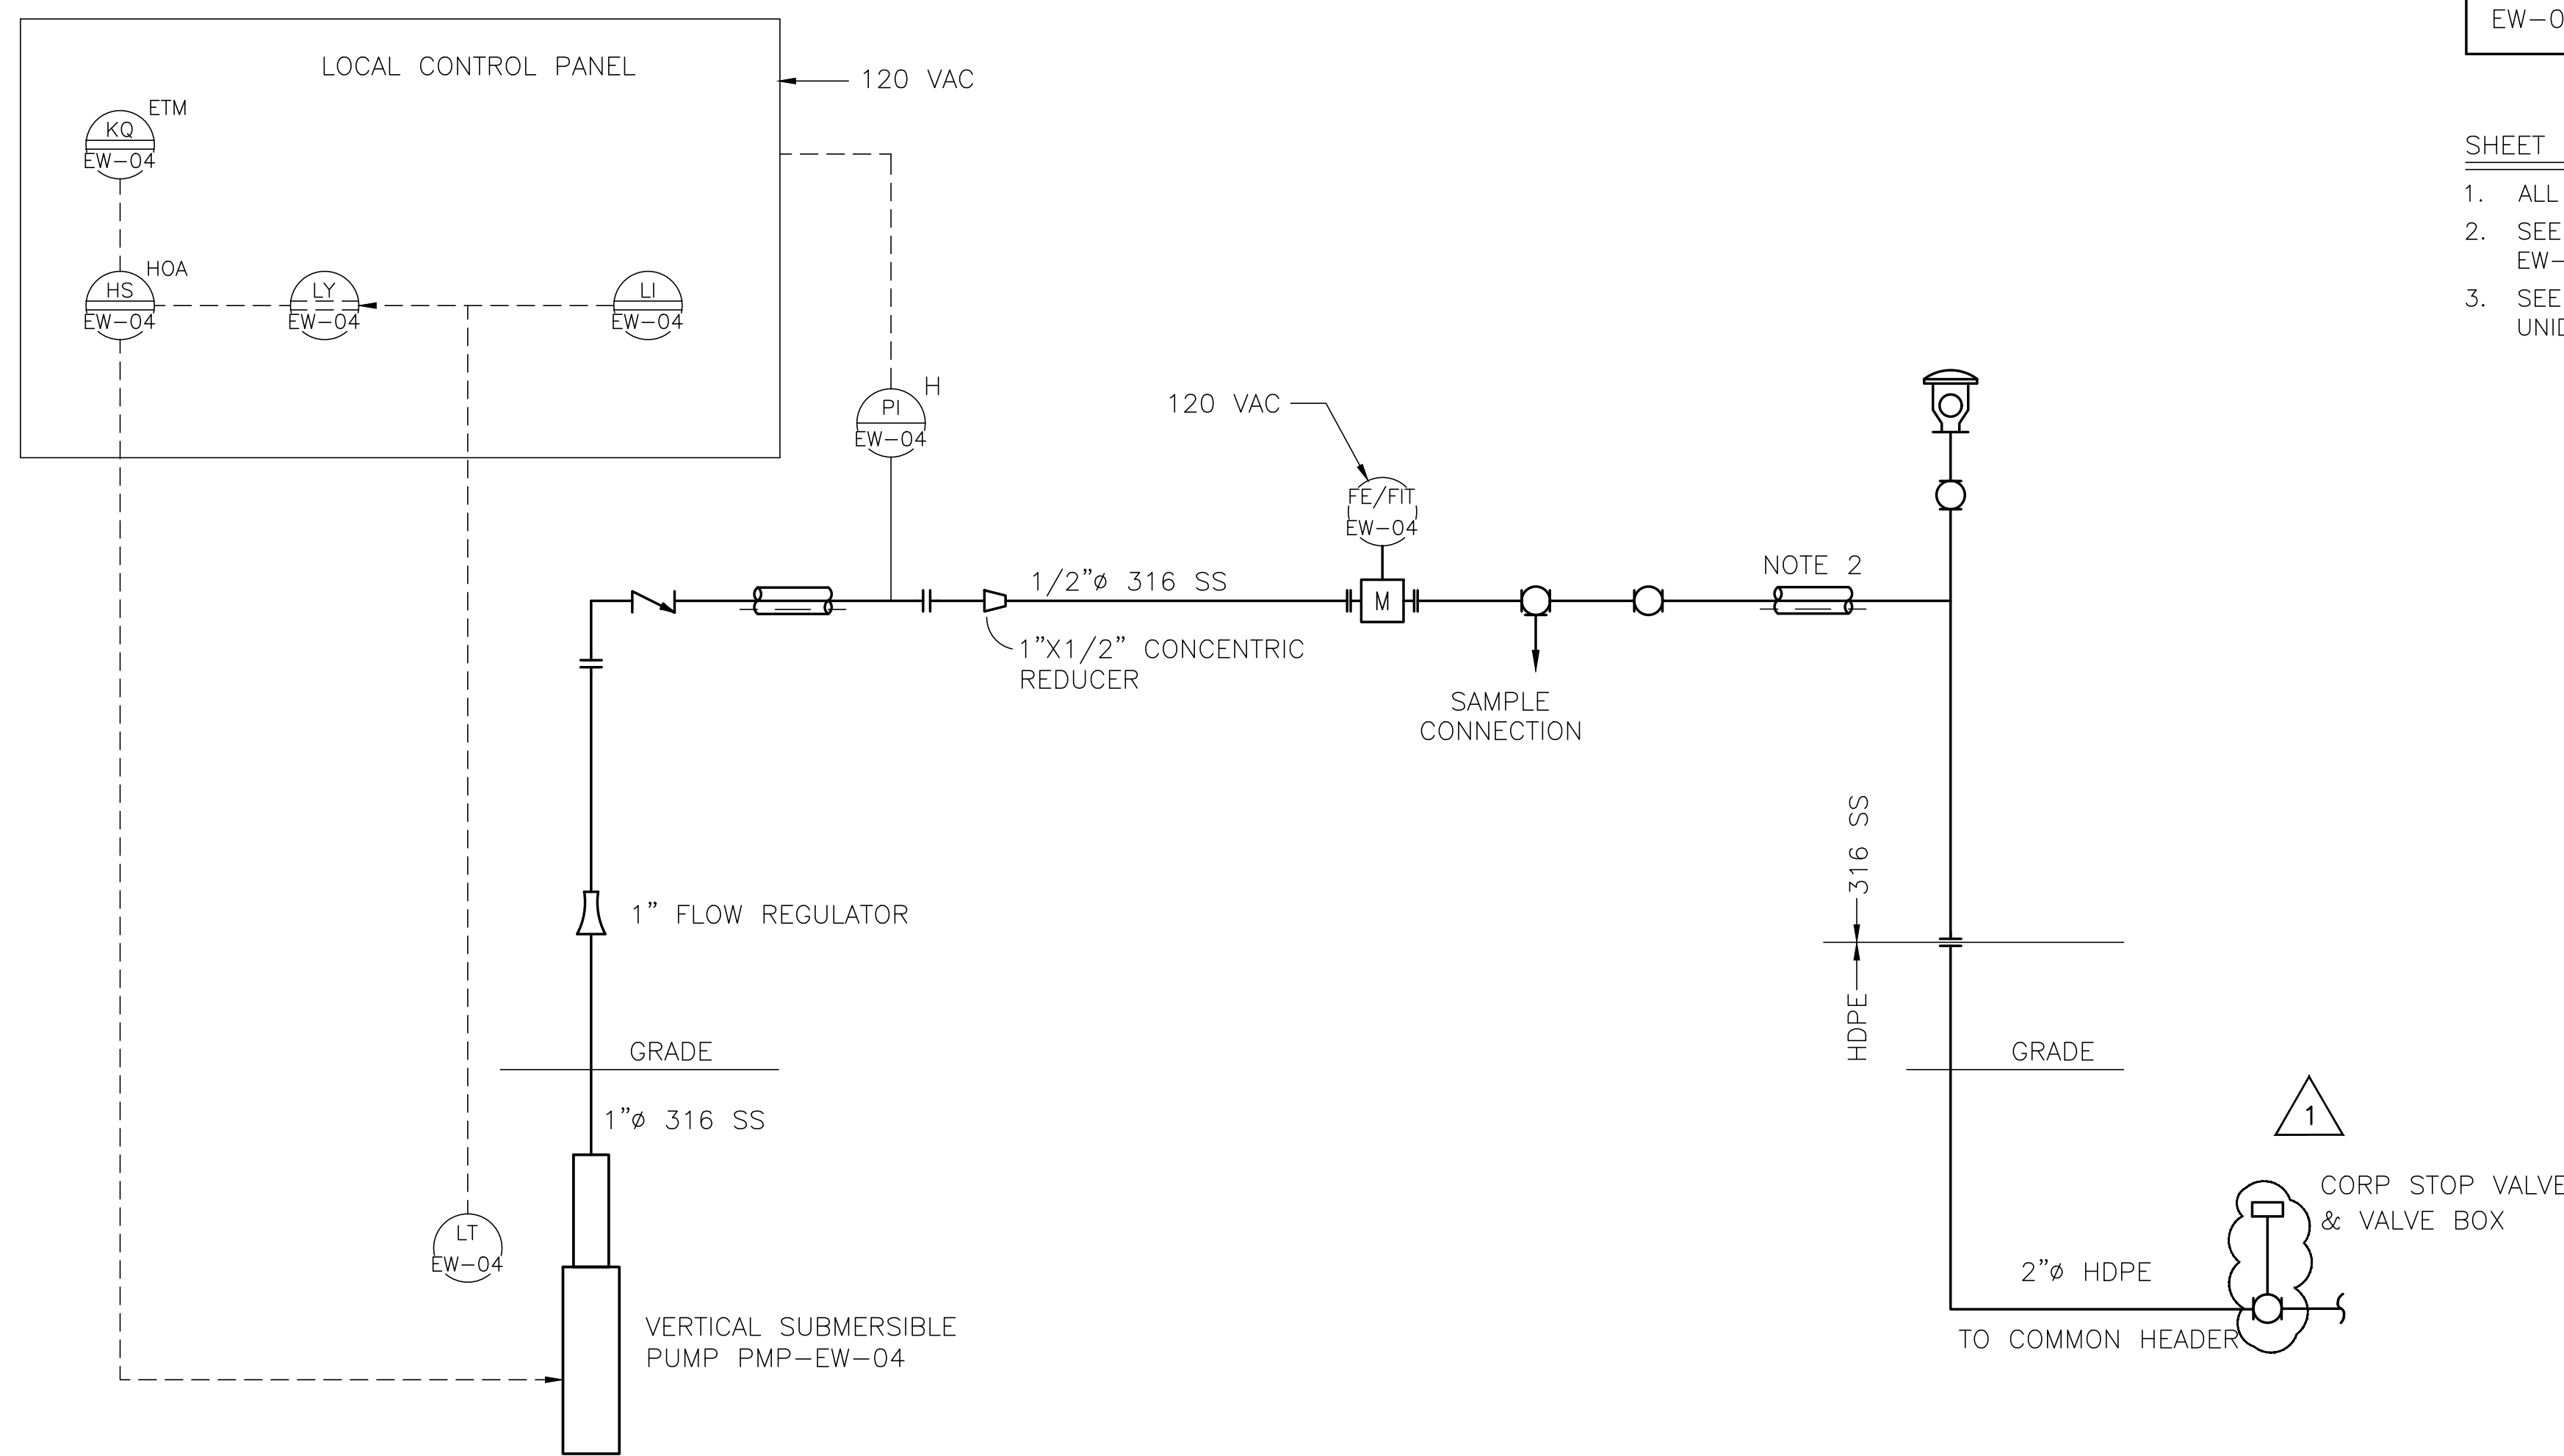 EW-0
LOCAL CONTROL PANEL
120 VAC
ETM
KQ
EW-04
SHEET
1. ALL
2. SEE
EW-
3. SEE
HOA
HS
EW-04
LY
EW-04
LI
EW-04
H
PI
EW-04
120 VAC
FE/FIT
EW-04
NOTE 2
1/2"ø 316 SS
M
1"X1/2" CONCENTRIC
REDUCER
SAMPLE
CONNECTION
316 SS
HDPE
1" FLOW REGULATOR
GRADE
GRADE
1"ø 316 SS
1
CORP STOP VALVE
& VALVE BOX
LT
EW-04
2"ø HDPE
TO COMMON HEADER
VERTICAL SUBMERSIBLE
PUMP PMP-EW-04